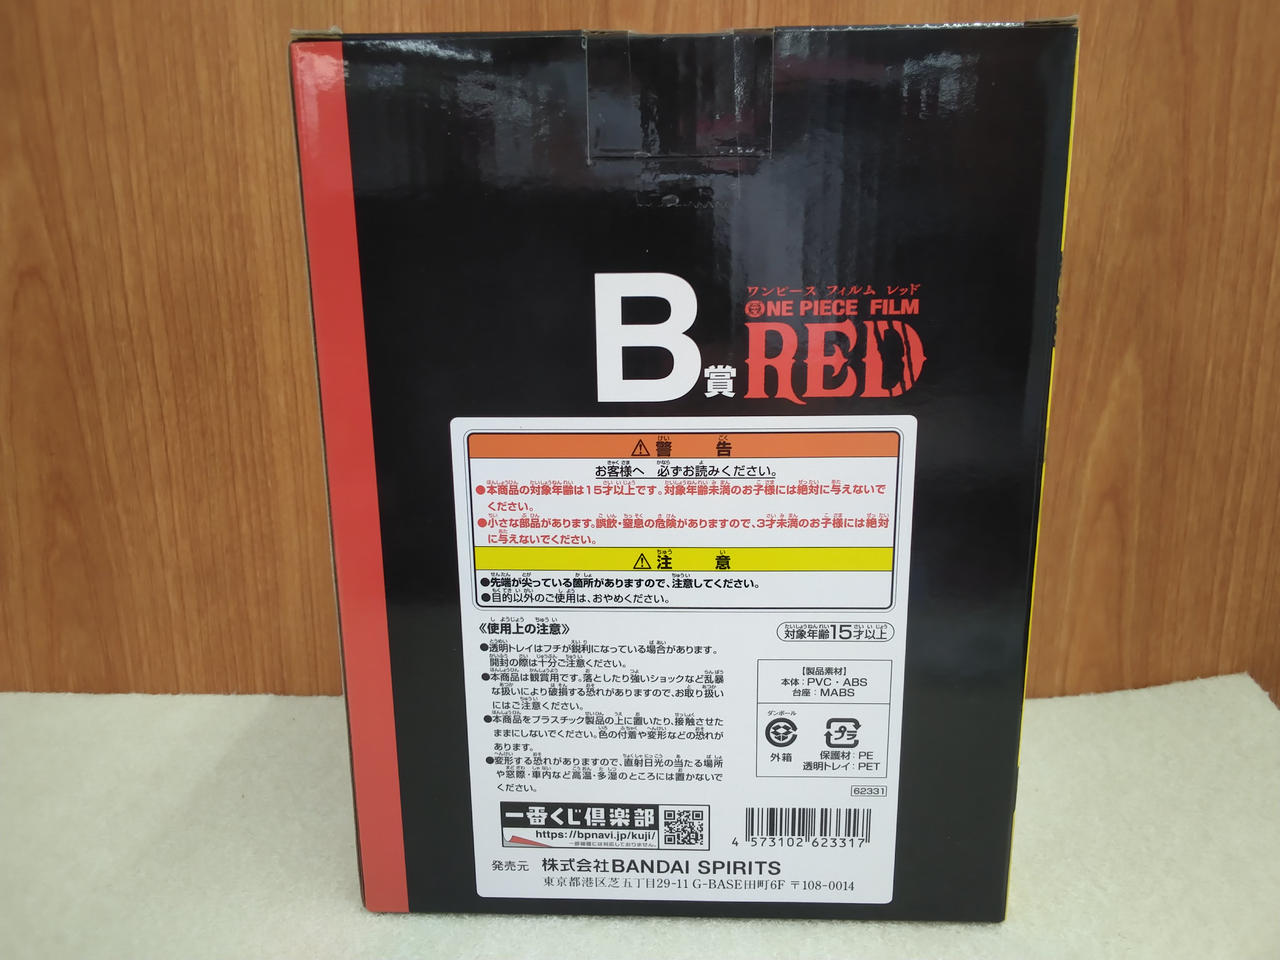 B賞
ワンピース フィルム レッド
ONE PIECE FILM
RED
警告
お客様へ 必ずお読みください。
●本商品の対象年齢は15才以上です。対象年齢未満のお子様には絶対に与えないで
ください。
●小さな部品があります。誤飲・窒息の危険がありますので、3才未満のお子様には絶対
に与えないでください。
注意
●先端が尖っている箇所がありますので、注意してください。
●目的以外のご使用は、おやめください。
《使用上の注意》
●透明トレイはフチが鋭利になっている場合があります。
開封の際は十分ご注意ください。
●本商品は観賞用です。落としたり強いショックなど乱暴
な扱いにより破損する恐れがありますので、お取り扱い
にはご注意ください。
●本商品をプラスチック製品の上に置いたり、接触させた
ままにしないでください。色の付着や変形などの恐れが
あります。
●変形する恐れがありますので、直射日光の当たる場所
や窓際・車内など高温・多湿のところには置かないで
ください。
対象年齢15才以上
【製品素材】
本体：PVC・ABS
台座：MABS
ダンボール
外箱
プラ
保護材：PE
透明トレイ：PET
62331
一番くじ倶楽部
https://bpnavi.jp/kuji/
一部機種には対応しておりません。
4 573102 623317
発売元 株式会社BANDAI SPIRITS
東京都港区芝五丁目29-11 G-BASE田町6F 〒108-0014